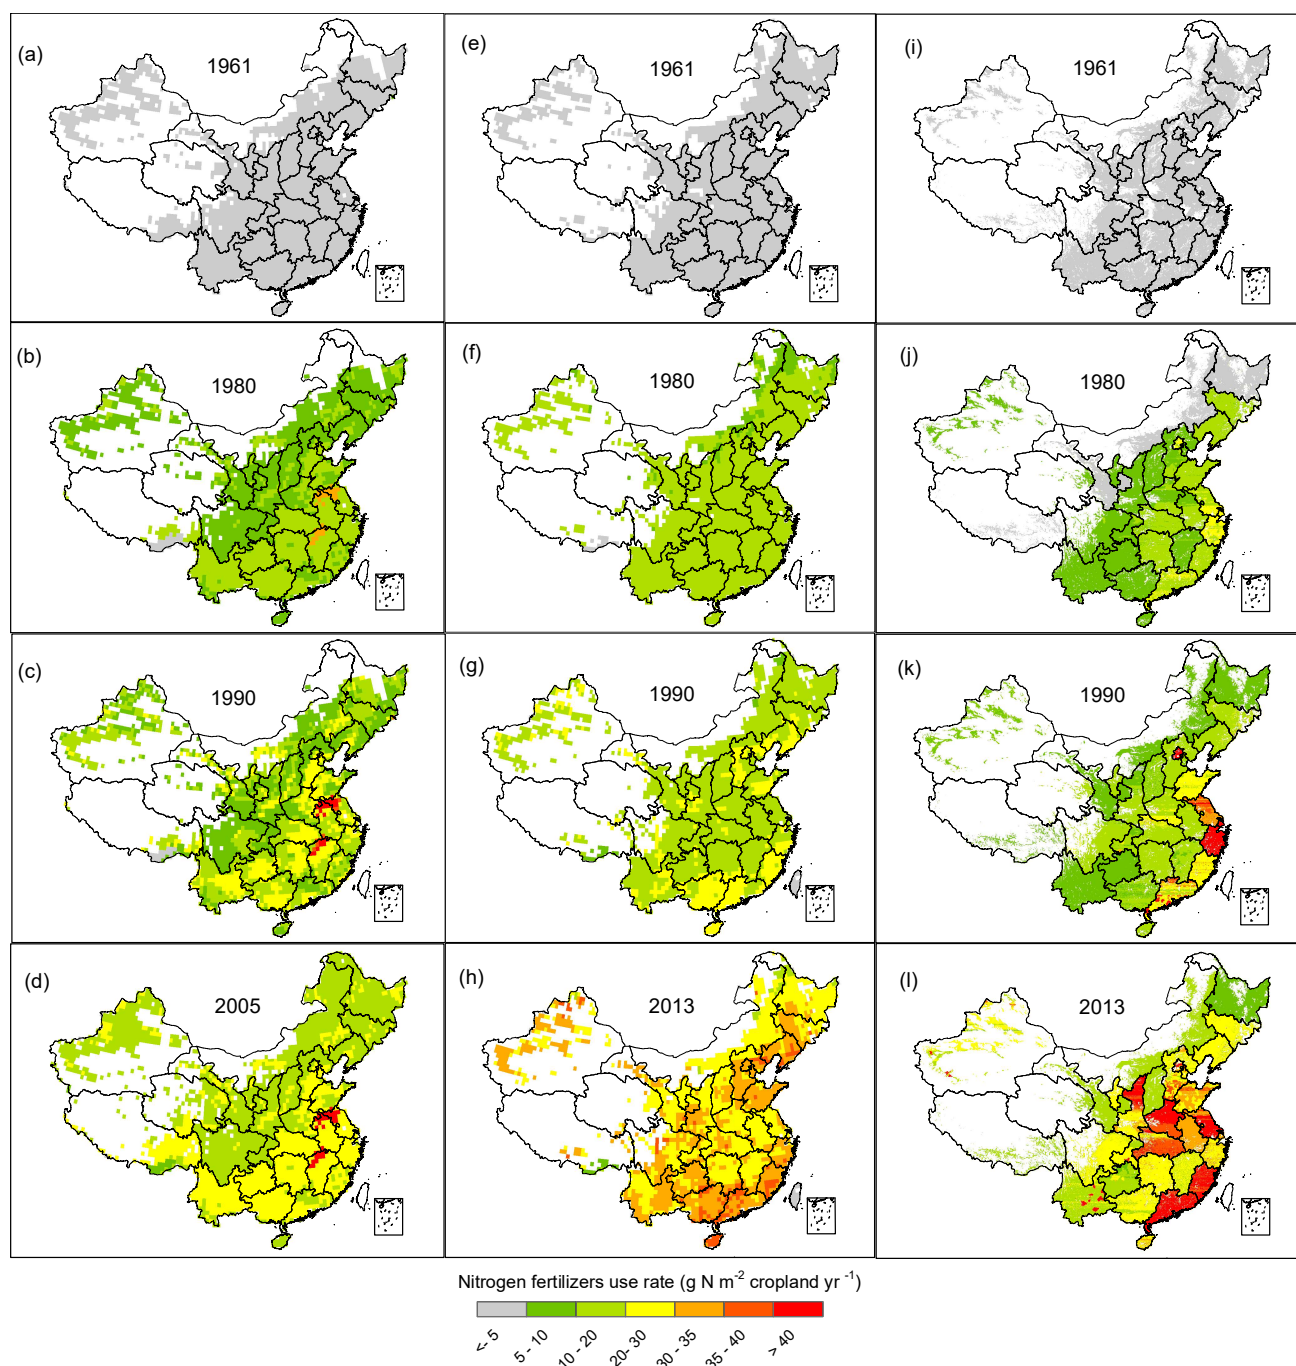 (a)
1961
(e)
1961
(i)
1961
(b)
1980
(f)
1980
(j)
1980
(c)
1990
(g)
1990
(k)
1990
(d)
2005
(h)
2013
(l)
2013
Nitrogen fertilizers use rate (g N m⁻² cropland yr ⁻¹)
<- 5
5 - 10
10 - 20
20- 30
30 - 35
35 - 40
> 40